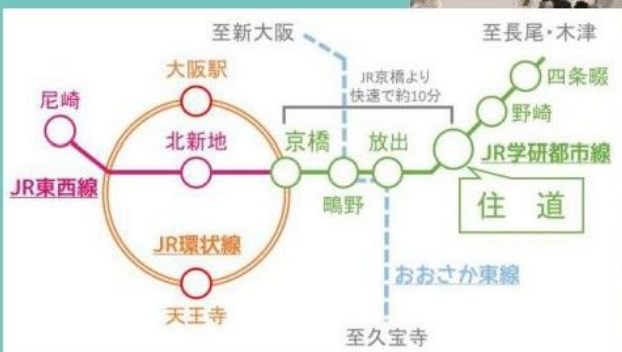 至新大阪
至長尾・木津
大阪駅
JR京橋より
快速で約10分
四条畷
尼崎
野崎
北新地
京橋
放出
JR学研都市線
JR東西線
鴫野
住道
JR環状線
おおさか東線
天王寺
至久宝寺